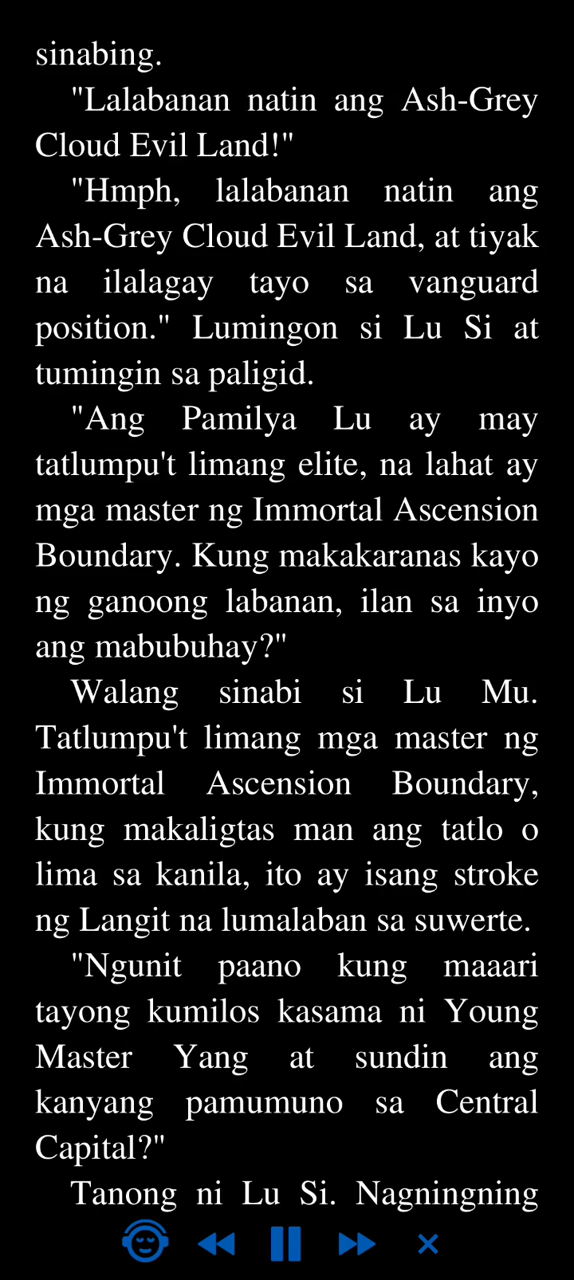 sinabing.
"Lalabanan natin ang Ash-Grey
Cloud Evil Land!"
"Hmph, lalabanan natin ang
Ash-Grey Cloud Evil Land, at tiyak
na ilalagay tayo sa vanguard
position." Lumingon si Lu Si at
tumingin sa paligid.
"Ang Pamilya Lu ay may
tatlumpu't limang elite, na lahat ay
mga master ng Immortal Ascension
Boundary. Kung makakaranas kayo
ng ganoong labanan, ilan sa inyo
ang mabubuhay?"
Walang sinabi si Lu Mu.
Tatlumpu't limang mga master ng
Immortal Ascension Boundary,
kung makaligtas man ang tatlo o
lima sa kanila, ito ay isang stroke
ng Langit na lumalaban sa suwerte.
"Ngunit paano kung maaari
tayong kumilos kasama ni Young
Master Yang at sundin ang
kanyang pamumuno sa Central
Capital?"
Tanong ni Lu Si. Nagningning